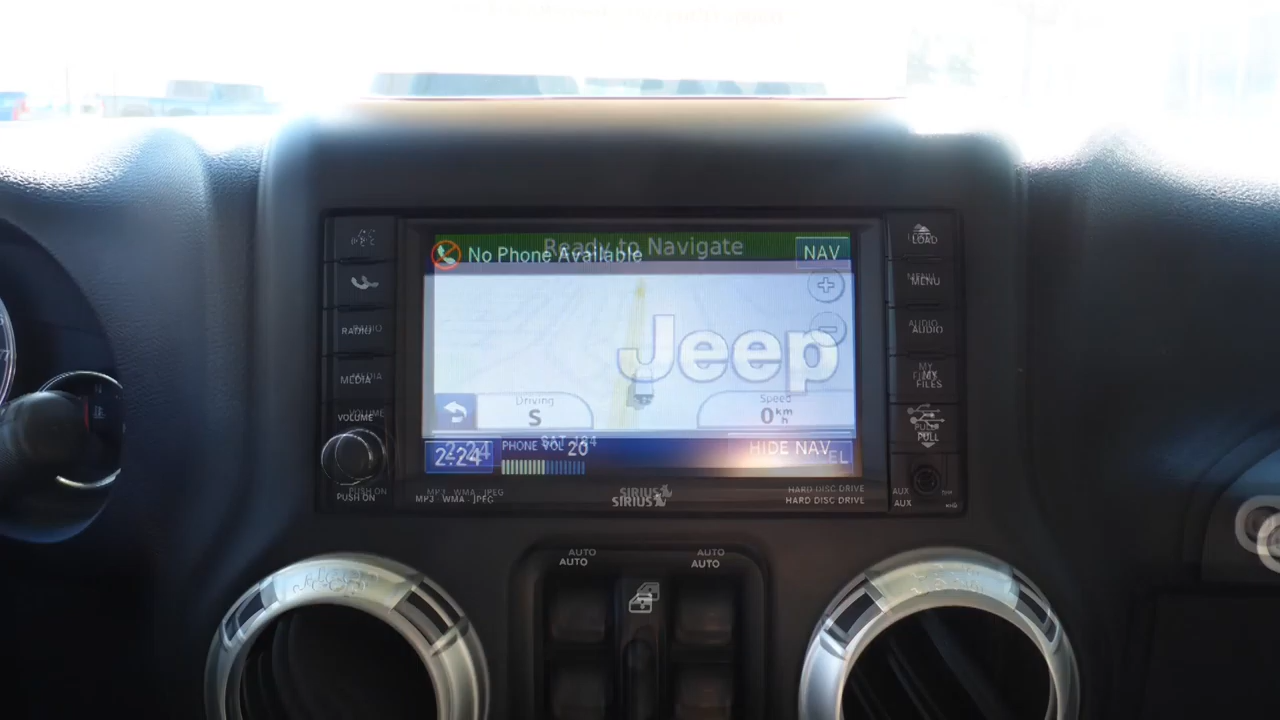 Ready to Navigate
No Phone Available
NAV
LOAD
MENU
RADIO
AUDIO
Jeep
MEDIA
MY
FILES
Driving
S
Speed
0 km/h
VOLUME
PULL
2:24
PHONE VOL 20
HIDE NAV
PUSH ON
MP3 WMA JPEG
SIRIUS
HARD DISC DRIVE
AUX
AUTO
AUTO